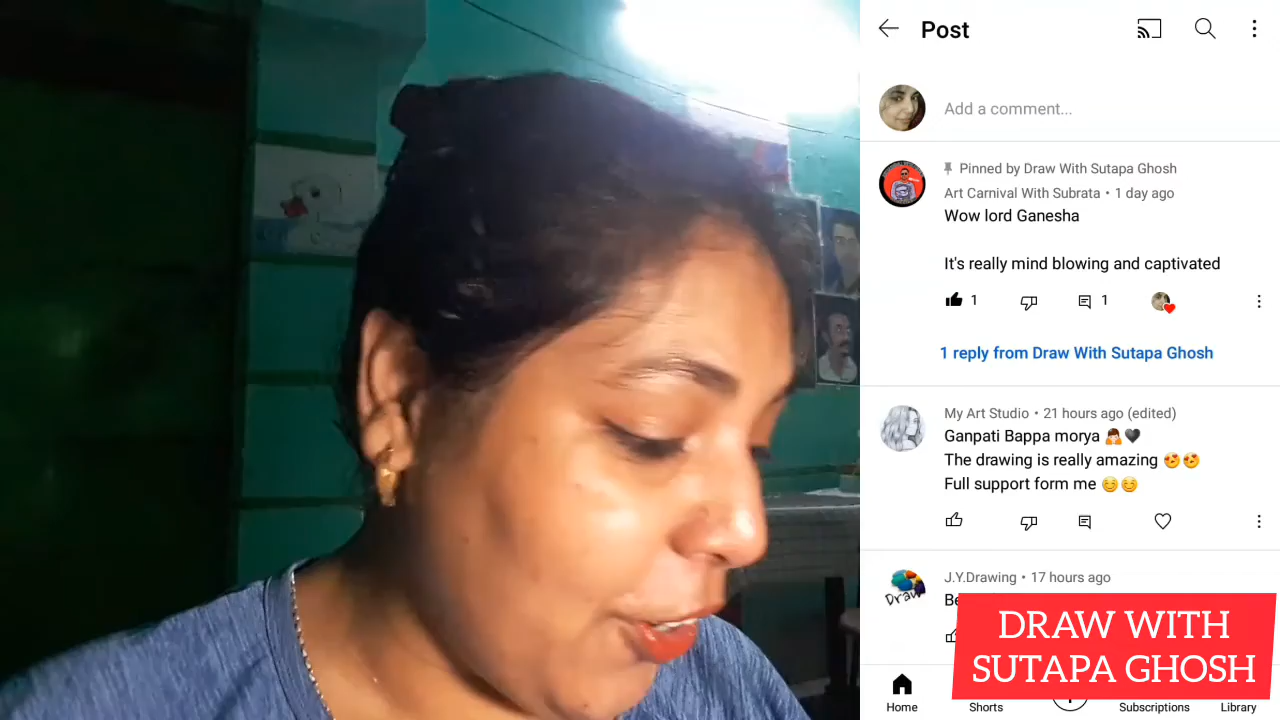 Post
Add a comment...
Pinned by Draw With Sutapa Ghosh
Art Carnival With Subrata • 1 day ago
Wow lord Ganesha
It's really mind blowing and captivated
1
1
1 reply from Draw With Sutapa Ghosh
My Art Studio • 21 hours ago (edited)
Ganpati Bappa morya 🙏🏻🖤
The drawing is really amazing 😍😍
Full support form me ☺️☺️
J.Y.Drawing • 17 hours ago
Draw
DRAW WITH
SUTAPA GHOSH
Home
Shorts
Subscriptions
Library